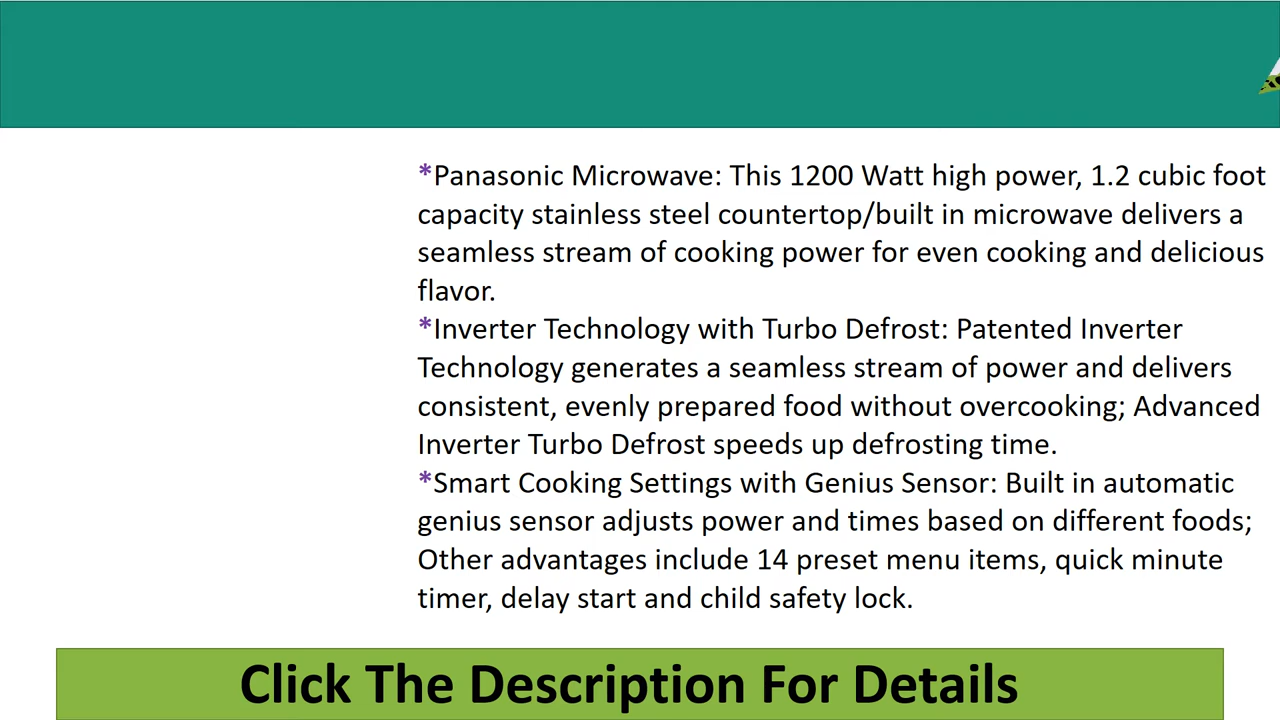 *Panasonic Microwave: This 1200 Watt high power, 1.2 cubic foot
capacity stainless steel countertop/built in microwave delivers a
seamless stream of cooking power for even cooking and delicious
flavor.
*Inverter Technology with Turbo Defrost: Patented Inverter
Technology generates a seamless stream of power and delivers
consistent, evenly prepared food without overcooking; Advanced
Inverter Turbo Defrost speeds up defrosting time.
*Smart Cooking Settings with Genius Sensor: Built in automatic
genius sensor adjusts power and times based on different foods;
Other advantages include 14 preset menu items, quick minute
timer, delay start and child safety lock.
Click The Description For Details